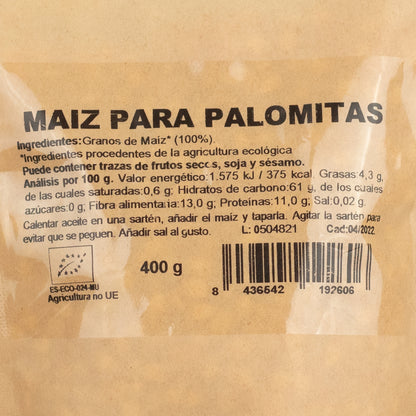 MAIZ PARA PALOMITAS
Ingredientes: Granos de Maíz* (100%).
*Ingredientes procedentes de la agricultura ecológica
Puede contener trazas de frutos secos, soja y sésamo.
Análisis por 100 g. Valor energético:1.575 kJ / 375 kcal. Grasas:4,3 g,
de las cuales saturadas:0,6 g; Hidratos de carbono:61 g, de los cuales
azúcares:0 g; Fibra alimentaria:13,0 g; Proteinas:11,0 g; Sal:0,02 g.
Calentar aceite en una sartén, añadir el maíz y taparla. Agitar la sartén para
evitar que se peguen. Añadir sal al gusto.
L: 0504821
Cad:04/2022
400 g
ES-ECO-024-MU
Agricultura no UE
8 436542 192606